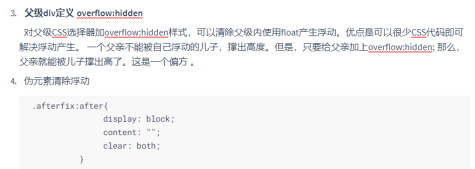 3. 父级div定义 overflow:hidden
对父级CSS选择器加overflow:hidden样式，可以清除父级内使用float产生浮动。优点是可以很少CSS代码即可
解决浮动产生。 一个父亲不能被自己浮动的儿子，撑出高度。但是，只要给父亲加上overflow:hidden; 那么，
父亲就能被儿子撑出高了。这是一个偏方 。
4. 伪元素清除浮动
.afterfix:after{
display: block;
content: "";
clear: both;
}